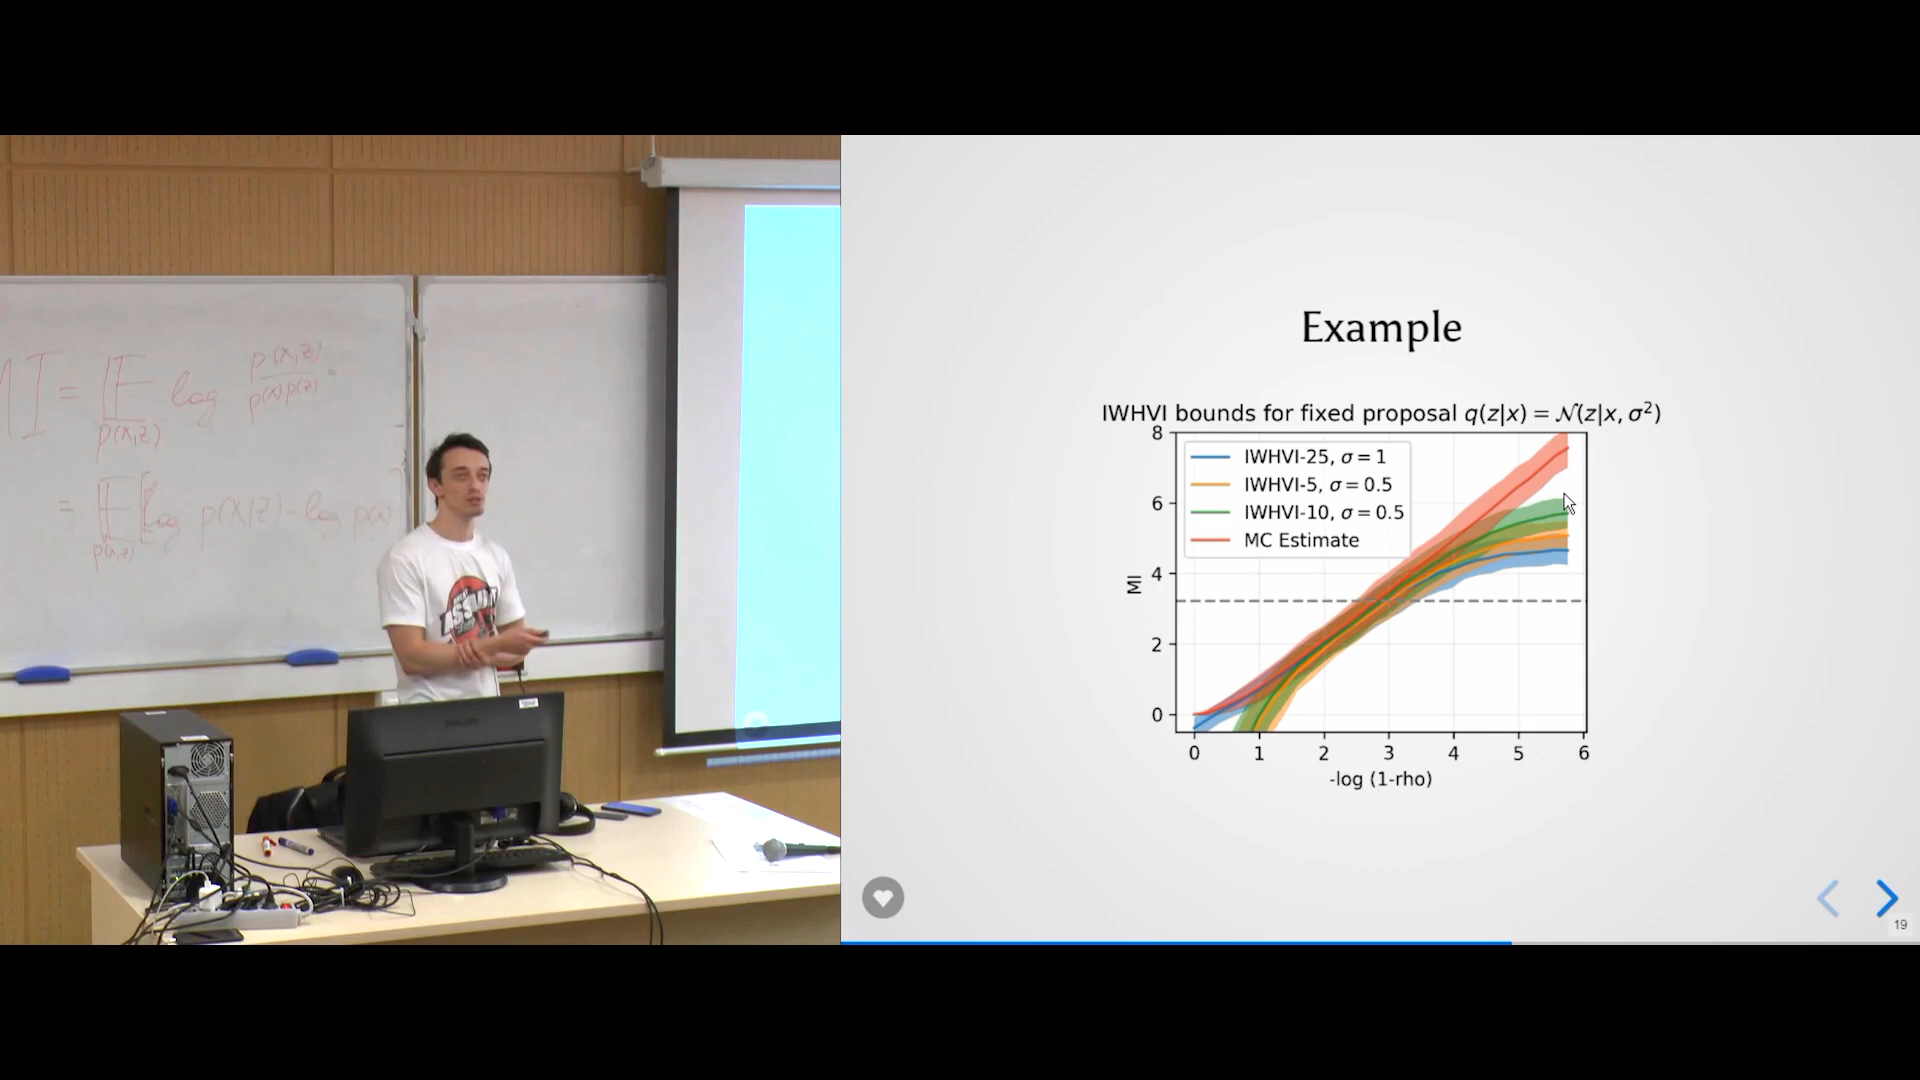 MI = E log p(x,z) / p(x)p(z) =
p(x,z)
= E [log p(x|z) - log p(x)
p(x,z)
ASSAULT
PHILIPS
Example
IWHVI bounds for fixed proposal q(z|x) = 𝒩(z|x, σ²)
IWHVI-25, σ = 1
IWHVI-5, σ = 0.5
IWHVI-10, σ = 0.5
MC Estimate
8
6
4
2
0
MI
0 1 2 3 4 5 6
-log (1-rho)
19